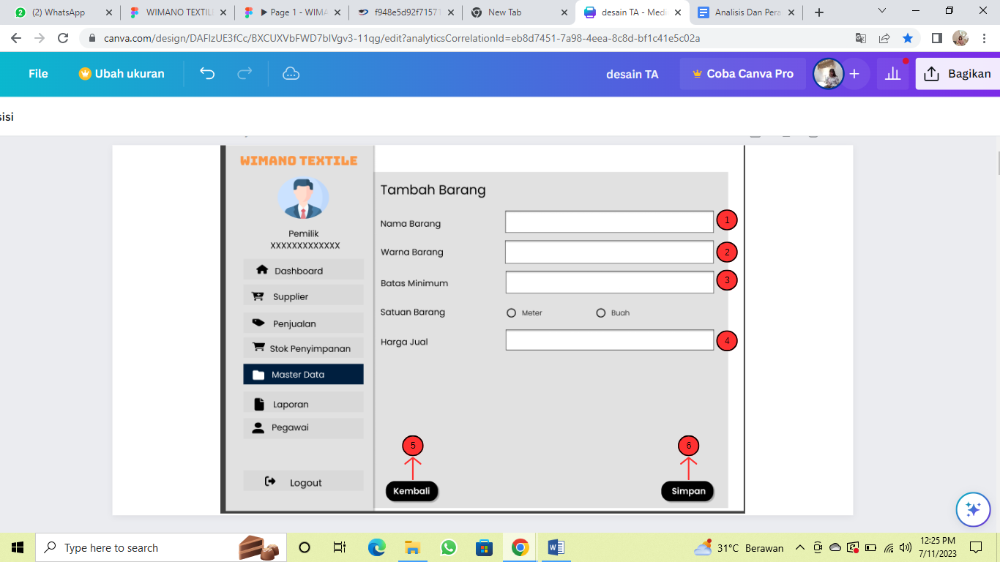 (2) WhatsApp
WIMANO TEXTIL
▶ Page 1 - WIMA
f948e5d92f71571
New Tab
desain TA - Medi
Analisis Dan Pera
canva.com/design/DAFlzUE3fCc/BXCUXVbFWD7bIVgv3-11qg/edit?analyticsCorrelationId=eb8d7451-7a98-4eea-8c8d-bf1c41e5c02a
File
Ubah ukuran
desain TA
Coba Canva Pro
Bagikan
sisi
WIMANO TEXTILE
Pemilik
XXXXXXXXXXXXX
Dashboard
Supplier
Penjualan
Stok Penyimpanan
Master Data
Laporan
Pegawai
Logout
Tambah Barang
Nama Barang
1
Warna Barang
2
Batas Minimum
3
Satuan Barang
Meter
Buah
Harga Jual
4
5
6
Kembali
Simpan
Type here to search
31°C Berawan
12:25 PM
7/11/2023